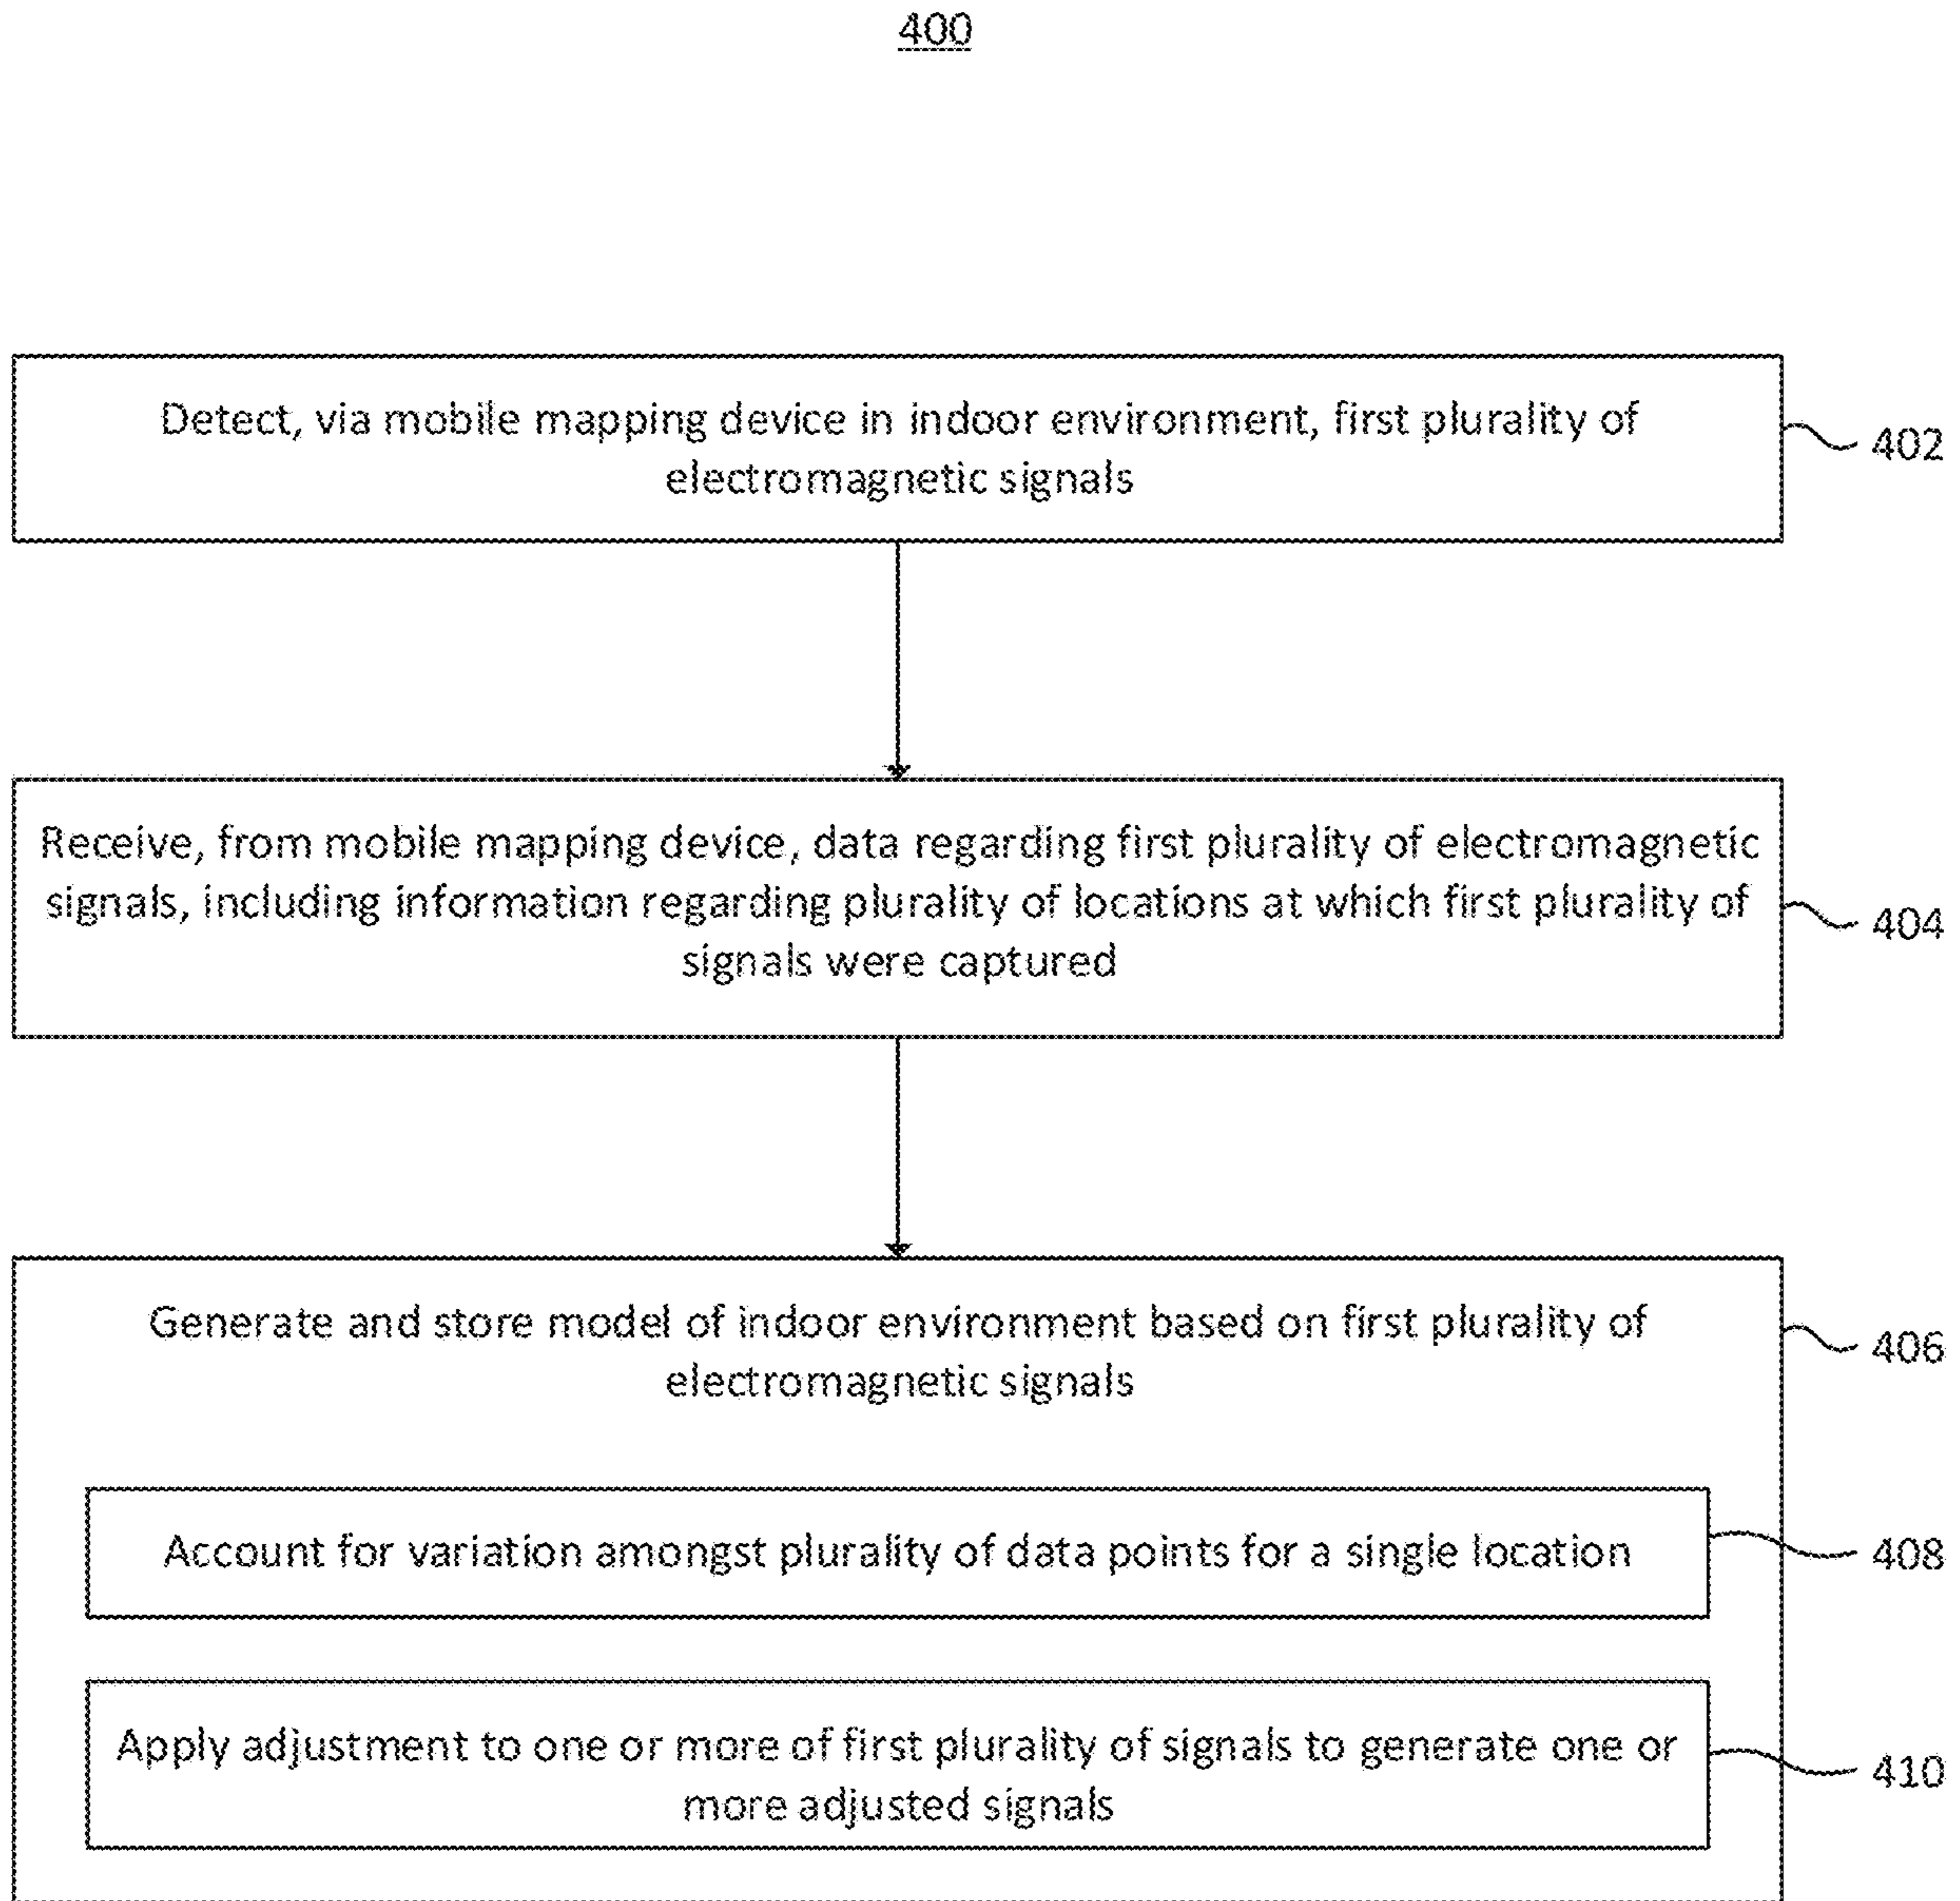 400
Detect, via mobile mapping device in indoor environment, first plurality of
electromagnetic signals
402
Receive, from mobile mapping device, data regarding first plurality of electromagnetic
signals, including information regarding plurality of locations at which first plurality of
signals were captured
404
Generate and store model of indoor environment based on first plurality of
electromagnetic signals
406
Account for variation amongst plurality of data points for a single location
408
Apply adjustment to one or more of first plurality of signals to generate one or
more adjusted signals
410